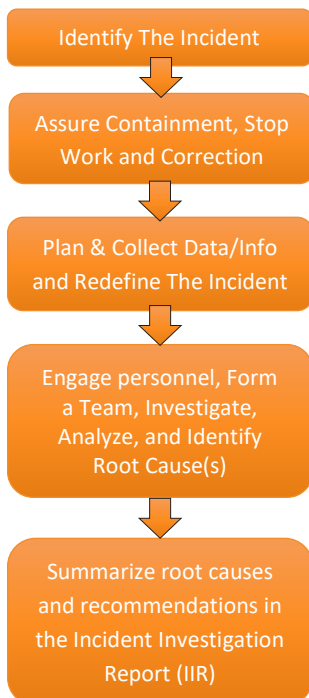 Identify The Incident
Assure Containment, Stop
Work and Correction
Plan & Collect Data/Info
and Redefine The Incident
Engage personnel, Form
a Team, Investigate,
Analyze, and Identify
Root Cause(s)
Summarize root causes
and recommendations in
the Incident Investigation
Report (IIR)